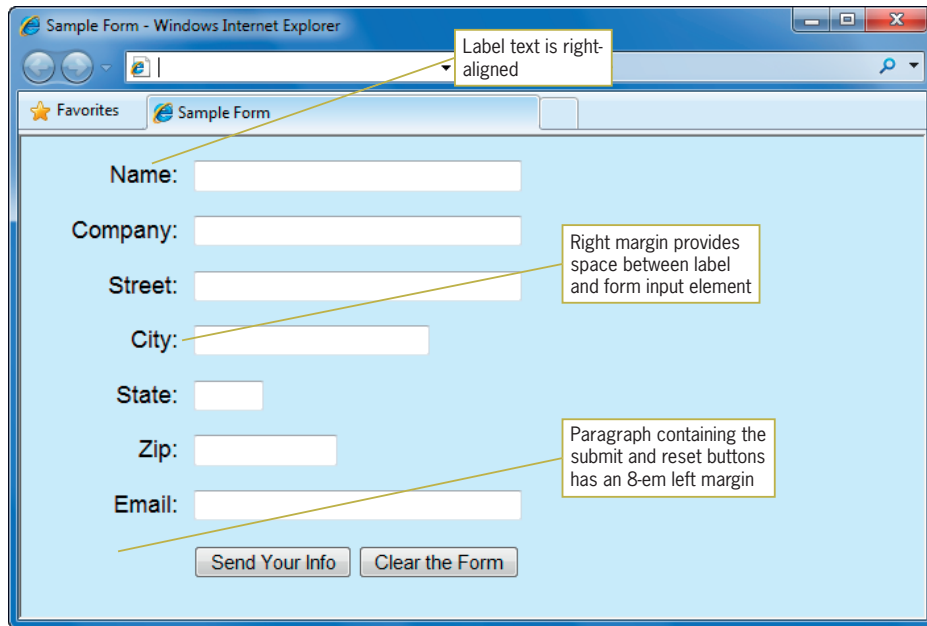 Sample Form - Windows Internet Explorer
Label text is right-
aligned
Favorites
Sample Form
Name:
Company:
Right margin provides
space between label
and form input element
Street:
City:
State:
Paragraph containing the
submit and reset buttons
has an 8-em left margin
Zip:
Email:
Send Your Info
Clear the Form